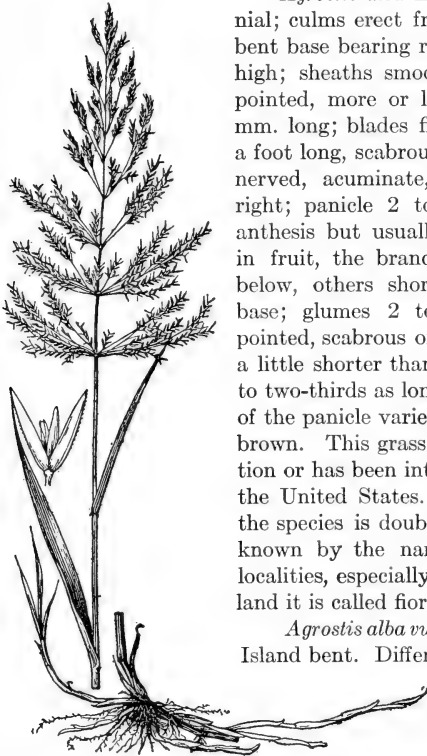 nial; culms erect fr
bent base bearing r
high; sheaths smoo
pointed, more or l
mm. long; blades f
a foot long, scabrou
nerved, acuminate,
right; panicle 2 to
anthesis but usuall
in fruit, the branc
below, others shor
base; glumes 2 to
pointed, scabrous o
a little shorter than
to two-thirds as lon
of the panicle varie
brown. This grass
tion or has been int
the United States.
the species is doub
known by the nar
localities, especially
land it is called fior
Agrostis alba vu
Island bent. Differ